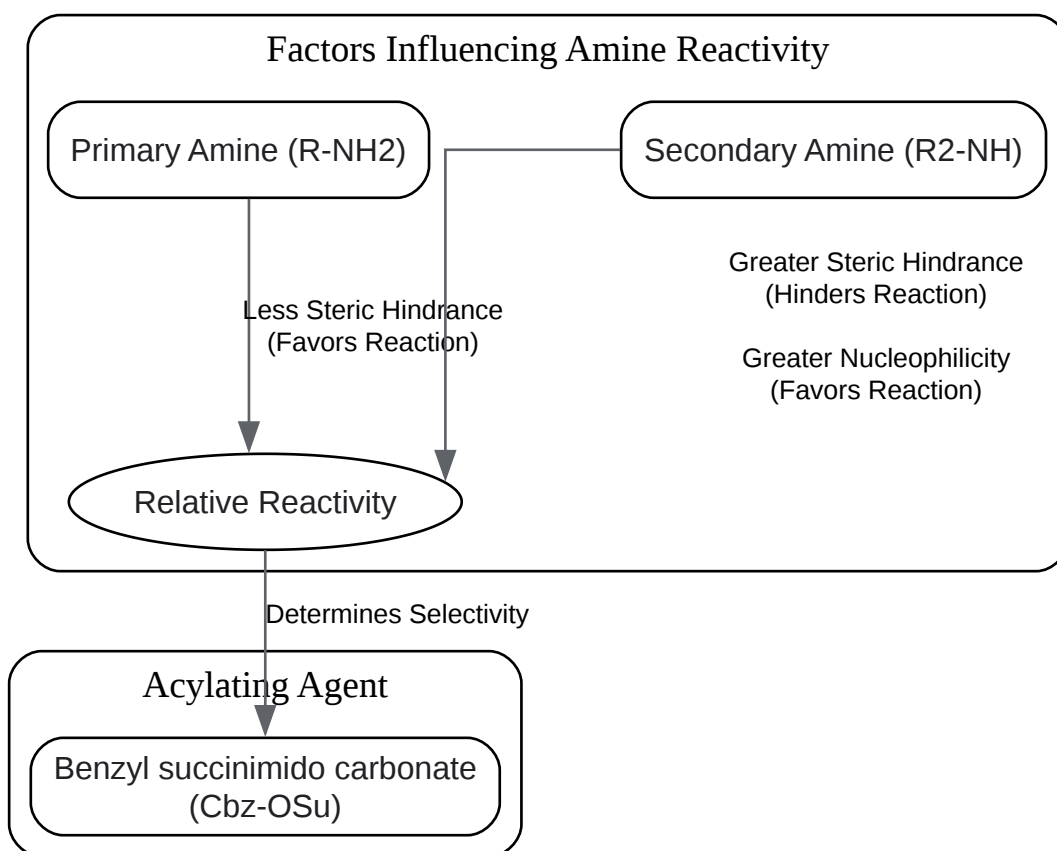 Factors Influencing Amine Reactivity
Primary Amine (R-NH2)
Secondary Amine (R2-NH)
Greater Steric Hindrance
(Hinders Reaction)
Less Steric Hindrance
(Favors Reaction)
Greater Nucleophilicity
(Favors Reaction)
Relative Reactivity
Determines Selectivity
Acylating Agent
Benzyl succinimido carbonate
(Cbz-OSu)